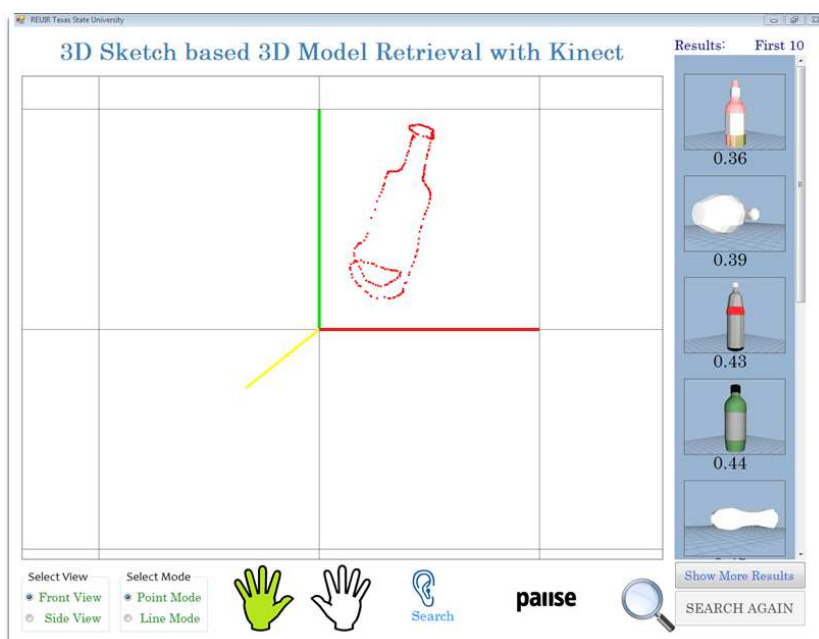 REUIR Texas State University
3D Sketch based 3D Model Retrieval with Kinect
Results: First 10
0.36
0.39
0.43
0.44
Select View
Front View
Side View
Select Mode
Point Mode
Line Mode
Search
pause
Show More Results
SEARCH AGAIN